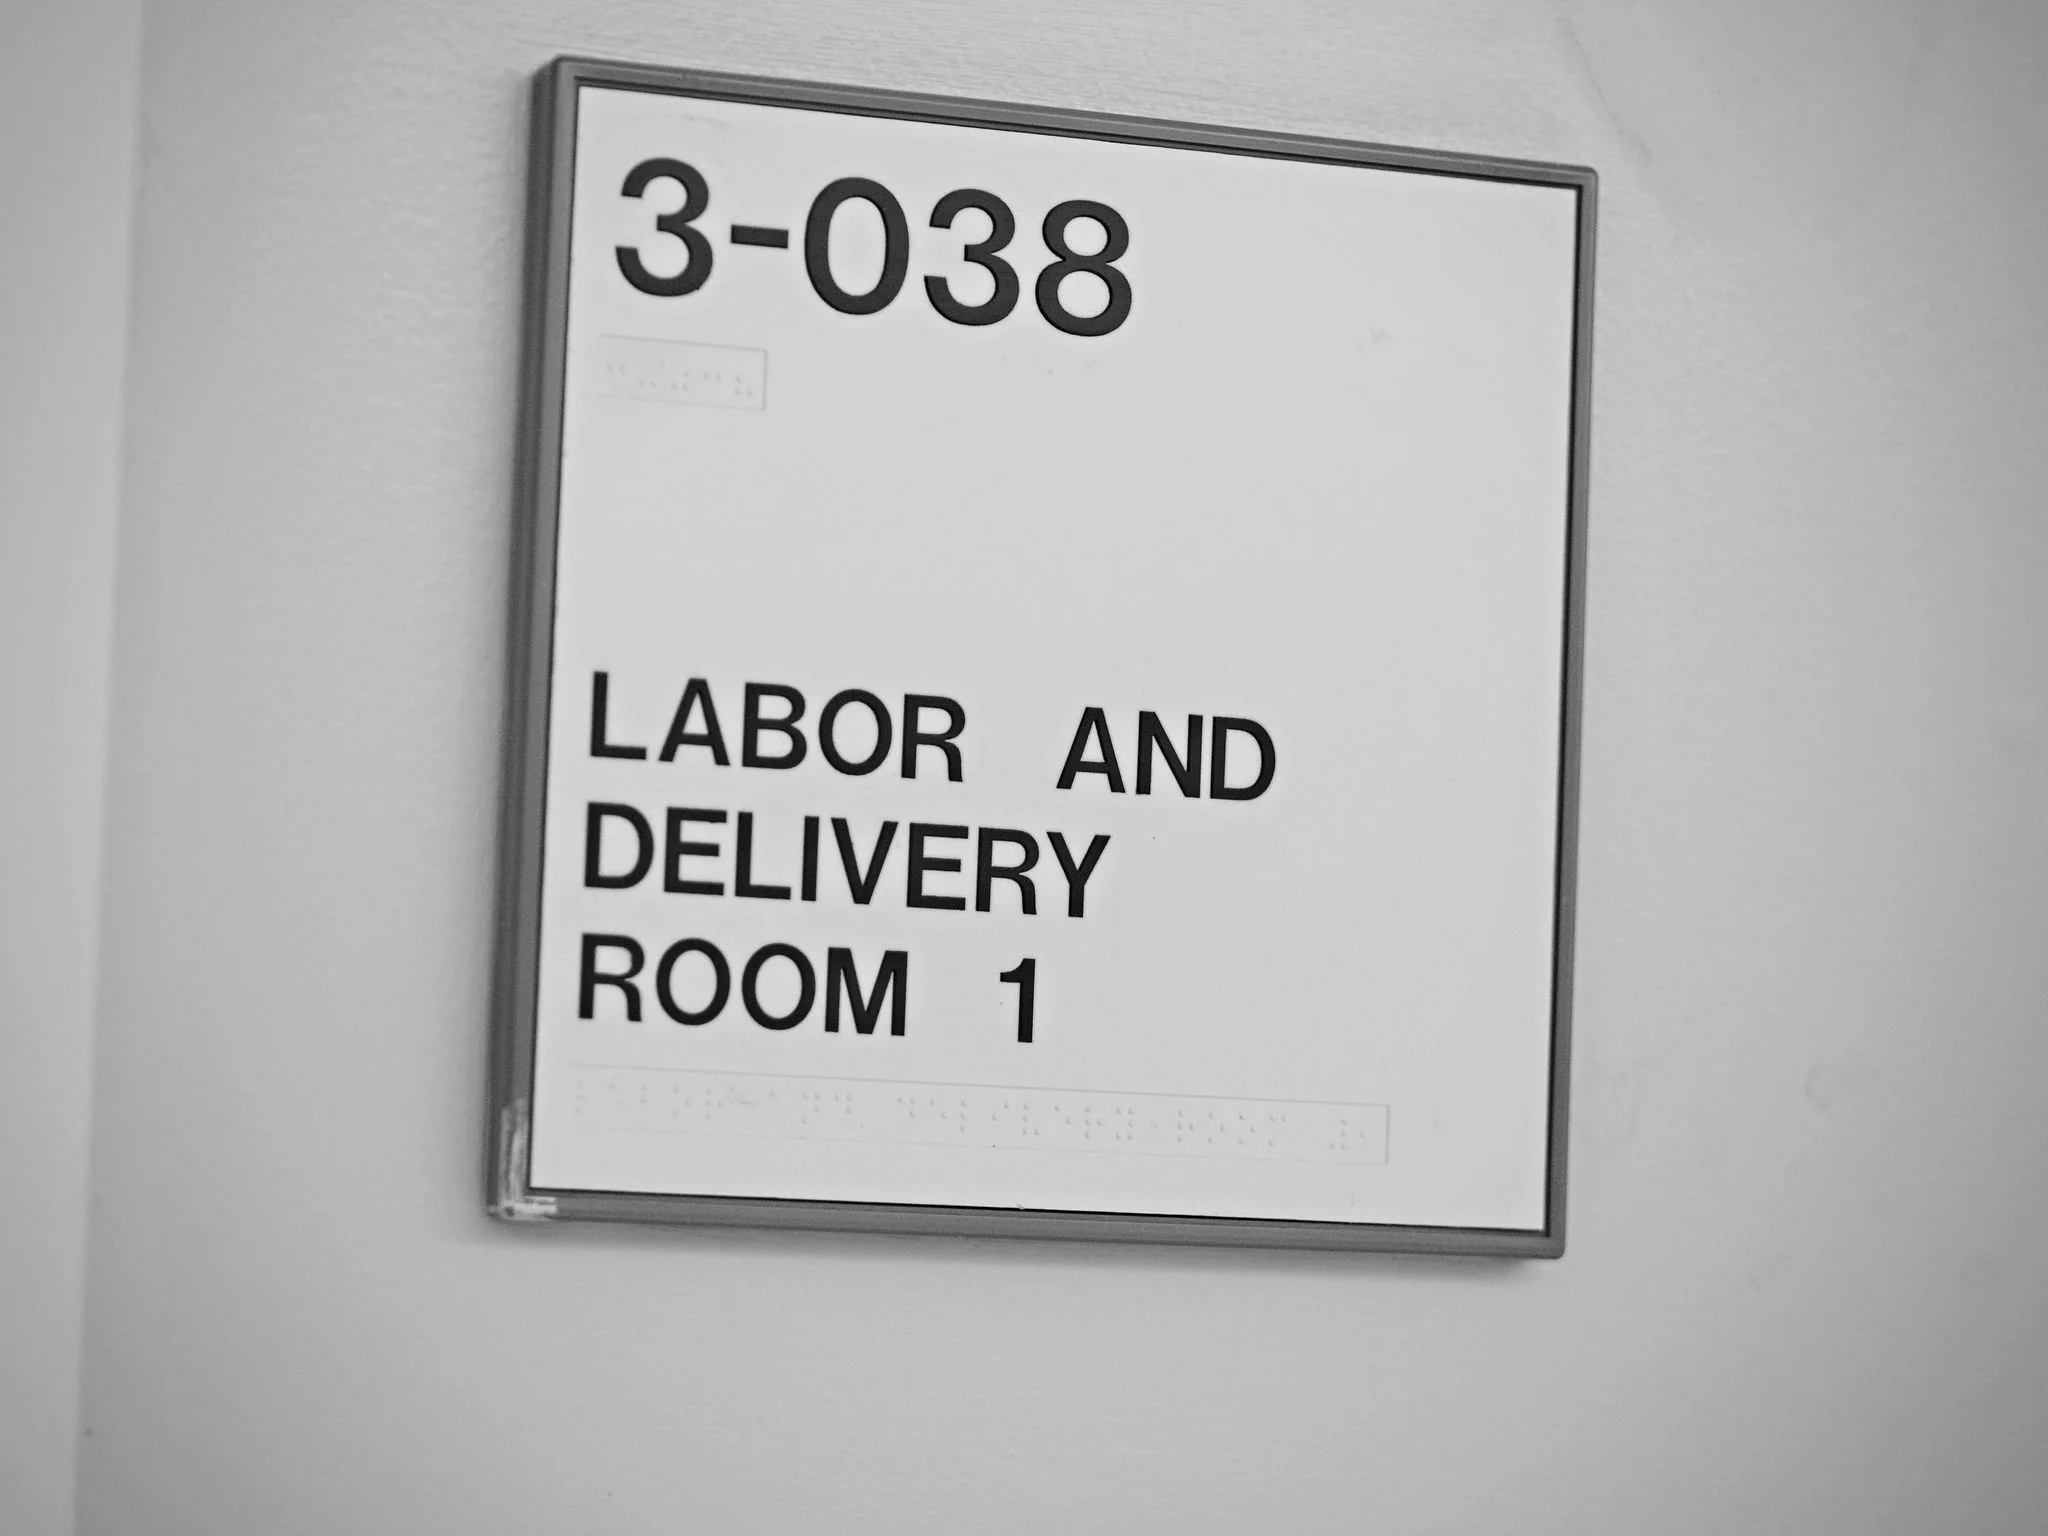 3-038
LABOR AND
DELIVERY
ROOM 1